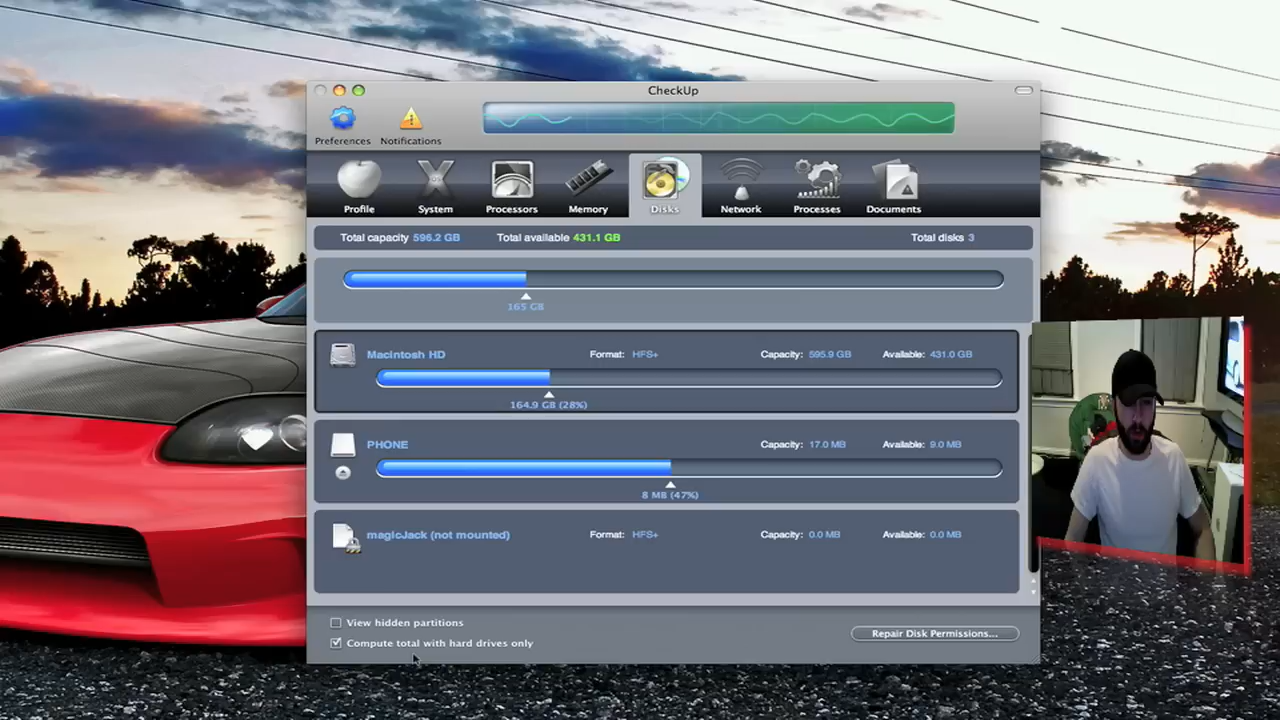 CheckUp
Preferences Notifications
Profile System Processors Memory Disks Network Processes Documents
Total capacity 596.2 GB Total available 431.1 GB Total disks 3
165 GB
Macintosh HD Format: HFS+ Capacity: 595.9 GB Available: 431.0 GB
164.9 GB (28%)
PHONE Capacity: 17.0 MB Available: 9.0 MB
8 MB (47%)
magicJack (not mounted) Format: HFS+ Capacity: 0.0 MB Available: 0.0 MB
View hidden partitions
Compute total with hard drives only
Repair Disk Permissions...